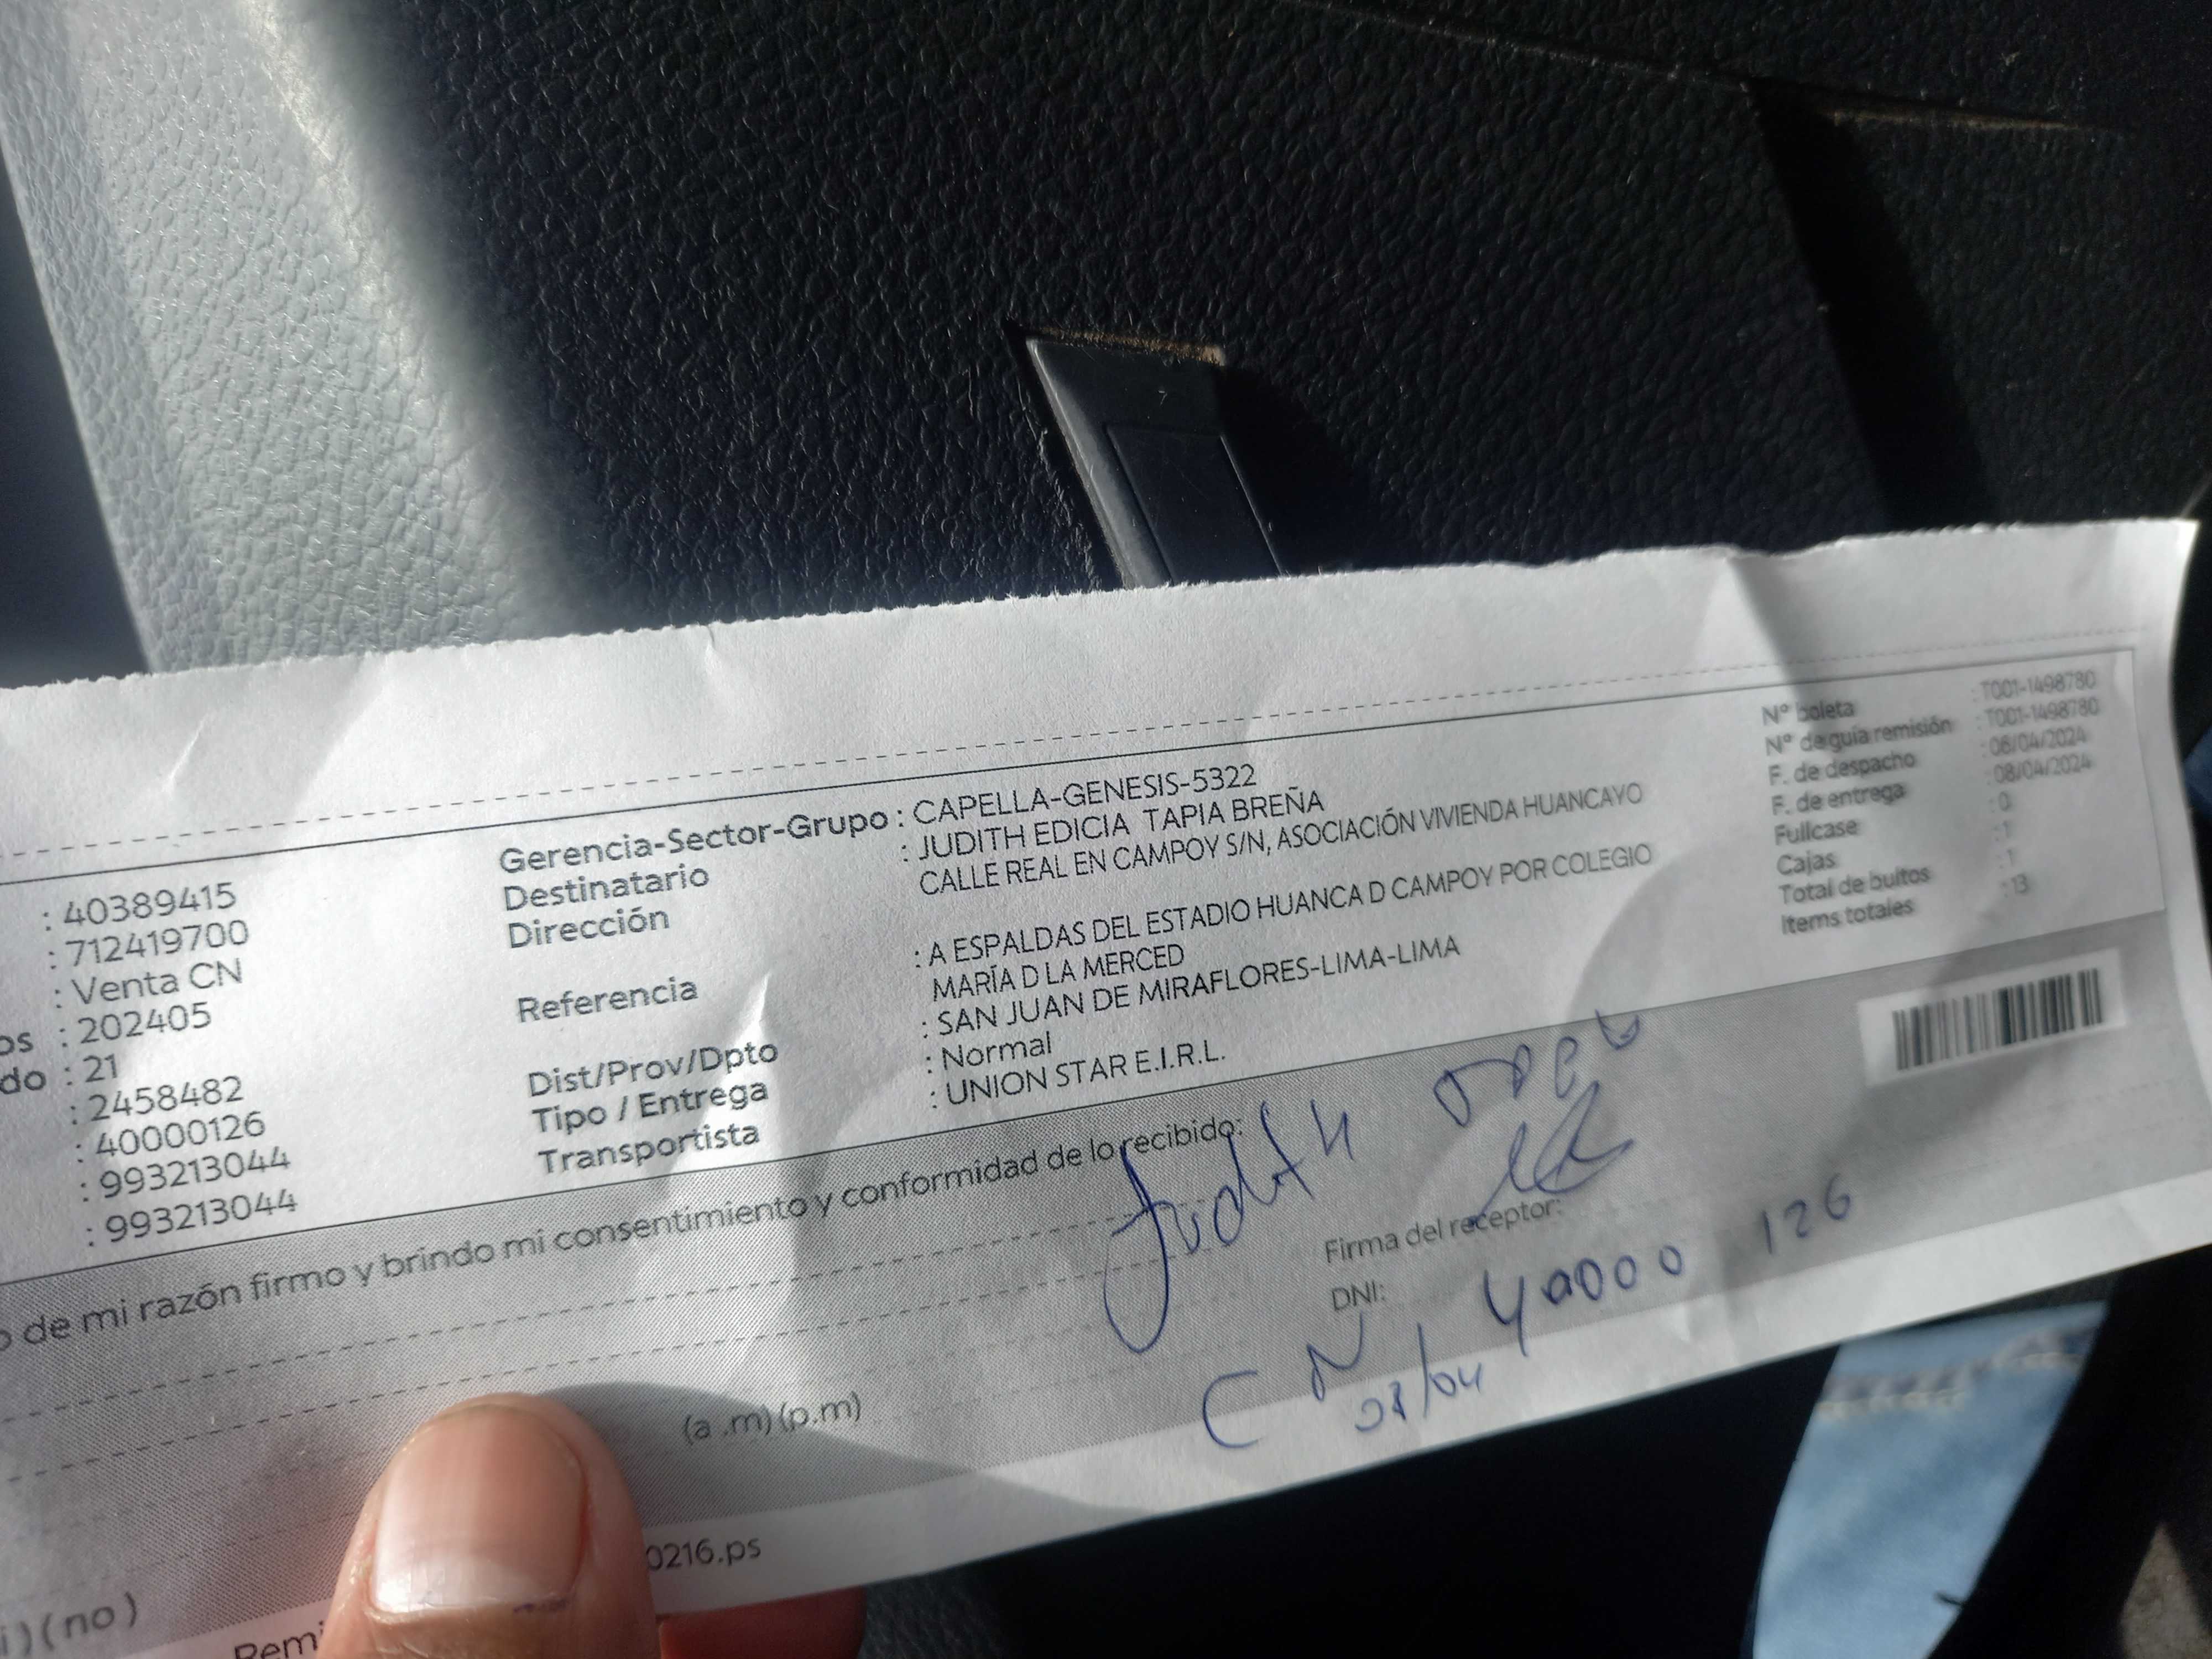 : 40389415
: 712419700
: Venta CN
os : 202405
do : 21
: 2458482
: 40000126
: 993213044
: 993213044
Gerencia-Sector-Grupo : CAPELLA-GENESIS-5322
Destinatario : JUDITH EDICIA TAPIA BREÑA
Dirección CALLE REAL EN CAMPOY S/N, ASOCIACIÓN VIVIENDA HUANCAYO
Referencia : A ESPALDAS DEL ESTADIO HUANCA D CAMPOY POR COLEGIO
MARÍA D LA MERCED
Dist/Prov/Dpto : SAN JUAN DE MIRAFLORES-LIMA-LIMA
Tipo / Entrega : Normal
Transportista : UNION STAR E.I.R.L.
N° boleta : T001-1498780
N° de guía remisión : T001-1498780
F. de despacho : 08/04/2024
F. de entrega : 08/04/2024
Fullcase : 0
Cajas : 1
Total de bultos : 1
Items totales : 13
o de mi razón firmo y brindo mi consentimiento y conformidad de lo recibido:
Judith
Firma del receptor:
DNI: 40000 126
CN
08/04
(a .m) (p.m)
0216.ps
i) (no)
Remi